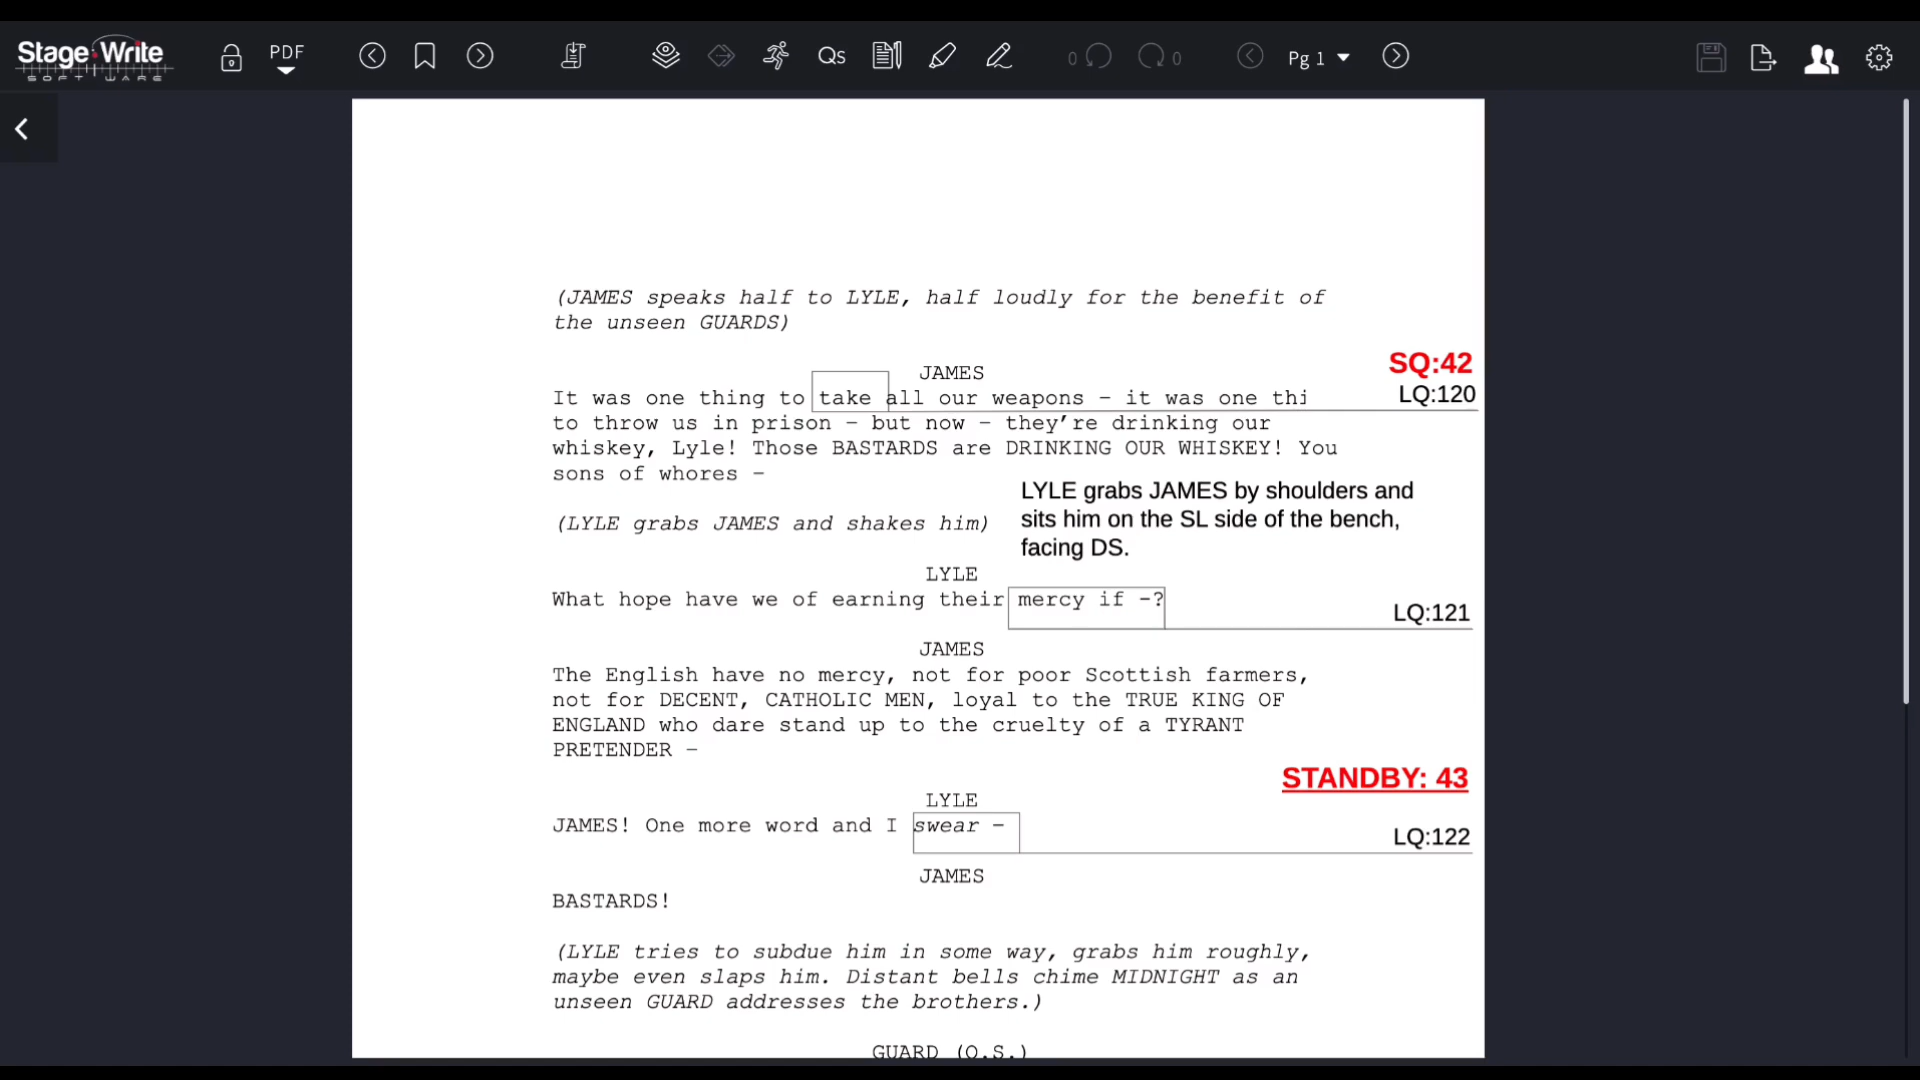 Stage Write
SOFTWARE
PDF
Qs
0
0
Pg 1
(JAMES speaks half to LYLE, half loudly for the benefit of
the unseen GUARDS)
SQ:42
JAMES
It was one thing to take all our weapons – it was one thi
LQ:120
to throw us in prison – but now – they’re drinking our
whiskey, Lyle! Those BASTARDS are DRINKING OUR WHISKEY! You
sons of whores –
LYLE grabs JAMES by shoulders and
sits him on the SL side of the bench,
facing DS.
(LYLE grabs JAMES and shakes him)
LYLE
What hope have we of earning their mercy if –?
LQ:121
JAMES
The English have no mercy, not for poor Scottish farmers,
not for DECENT, CATHOLIC MEN, loyal to the TRUE KING OF
ENGLAND who dare stand up to the cruelty of a TYRANT
PRETENDER –
STANDBY: 43
LYLE
JAMES! One more word and I swear –
LQ:122
JAMES
BASTARDS!
(LYLE tries to subdue him in some way, grabs him roughly,
maybe even slaps him. Distant bells chime MIDNIGHT as an
unseen GUARD addresses the brothers.)
GUARD (O.S.)